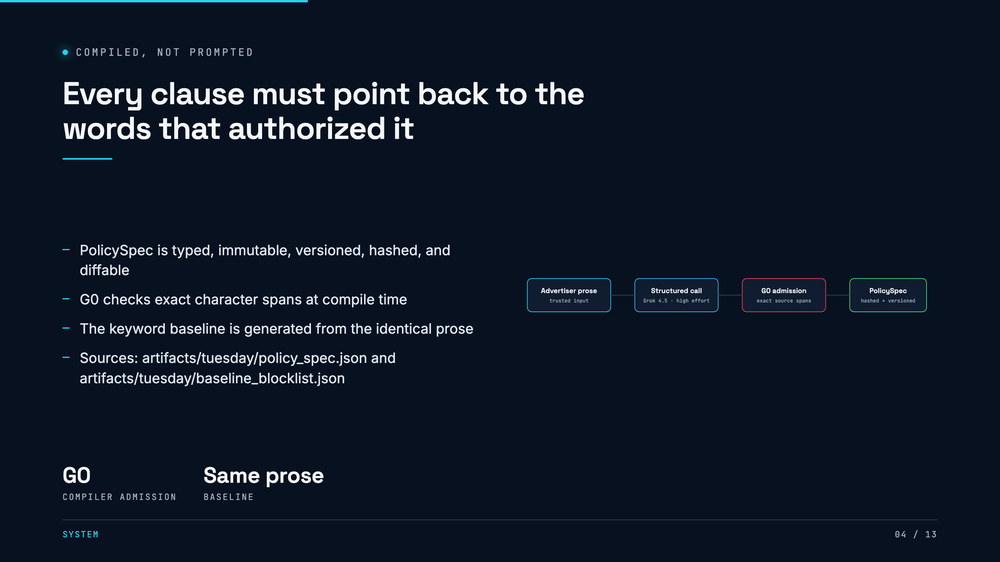 COMPILED, NOT PROMPTED
Every clause must point back to the
words that authorized it
PolicySpec is typed, immutable, versioned, hashed, and
diffable
G0 checks exact character spans at compile time
The keyword baseline is generated from the identical prose
Sources: artifacts/tuesday/policy_spec.json and
artifacts/tuesday/baseline_blocklist.json
Advertiser prose
trusted input
Structured call
Grok 4.5 · high effort
G0 admission
exact source spans
PolicySpec
hashed + versioned
G0
COMPILER ADMISSION
Same prose
BASELINE
SYSTEM
04 / 13